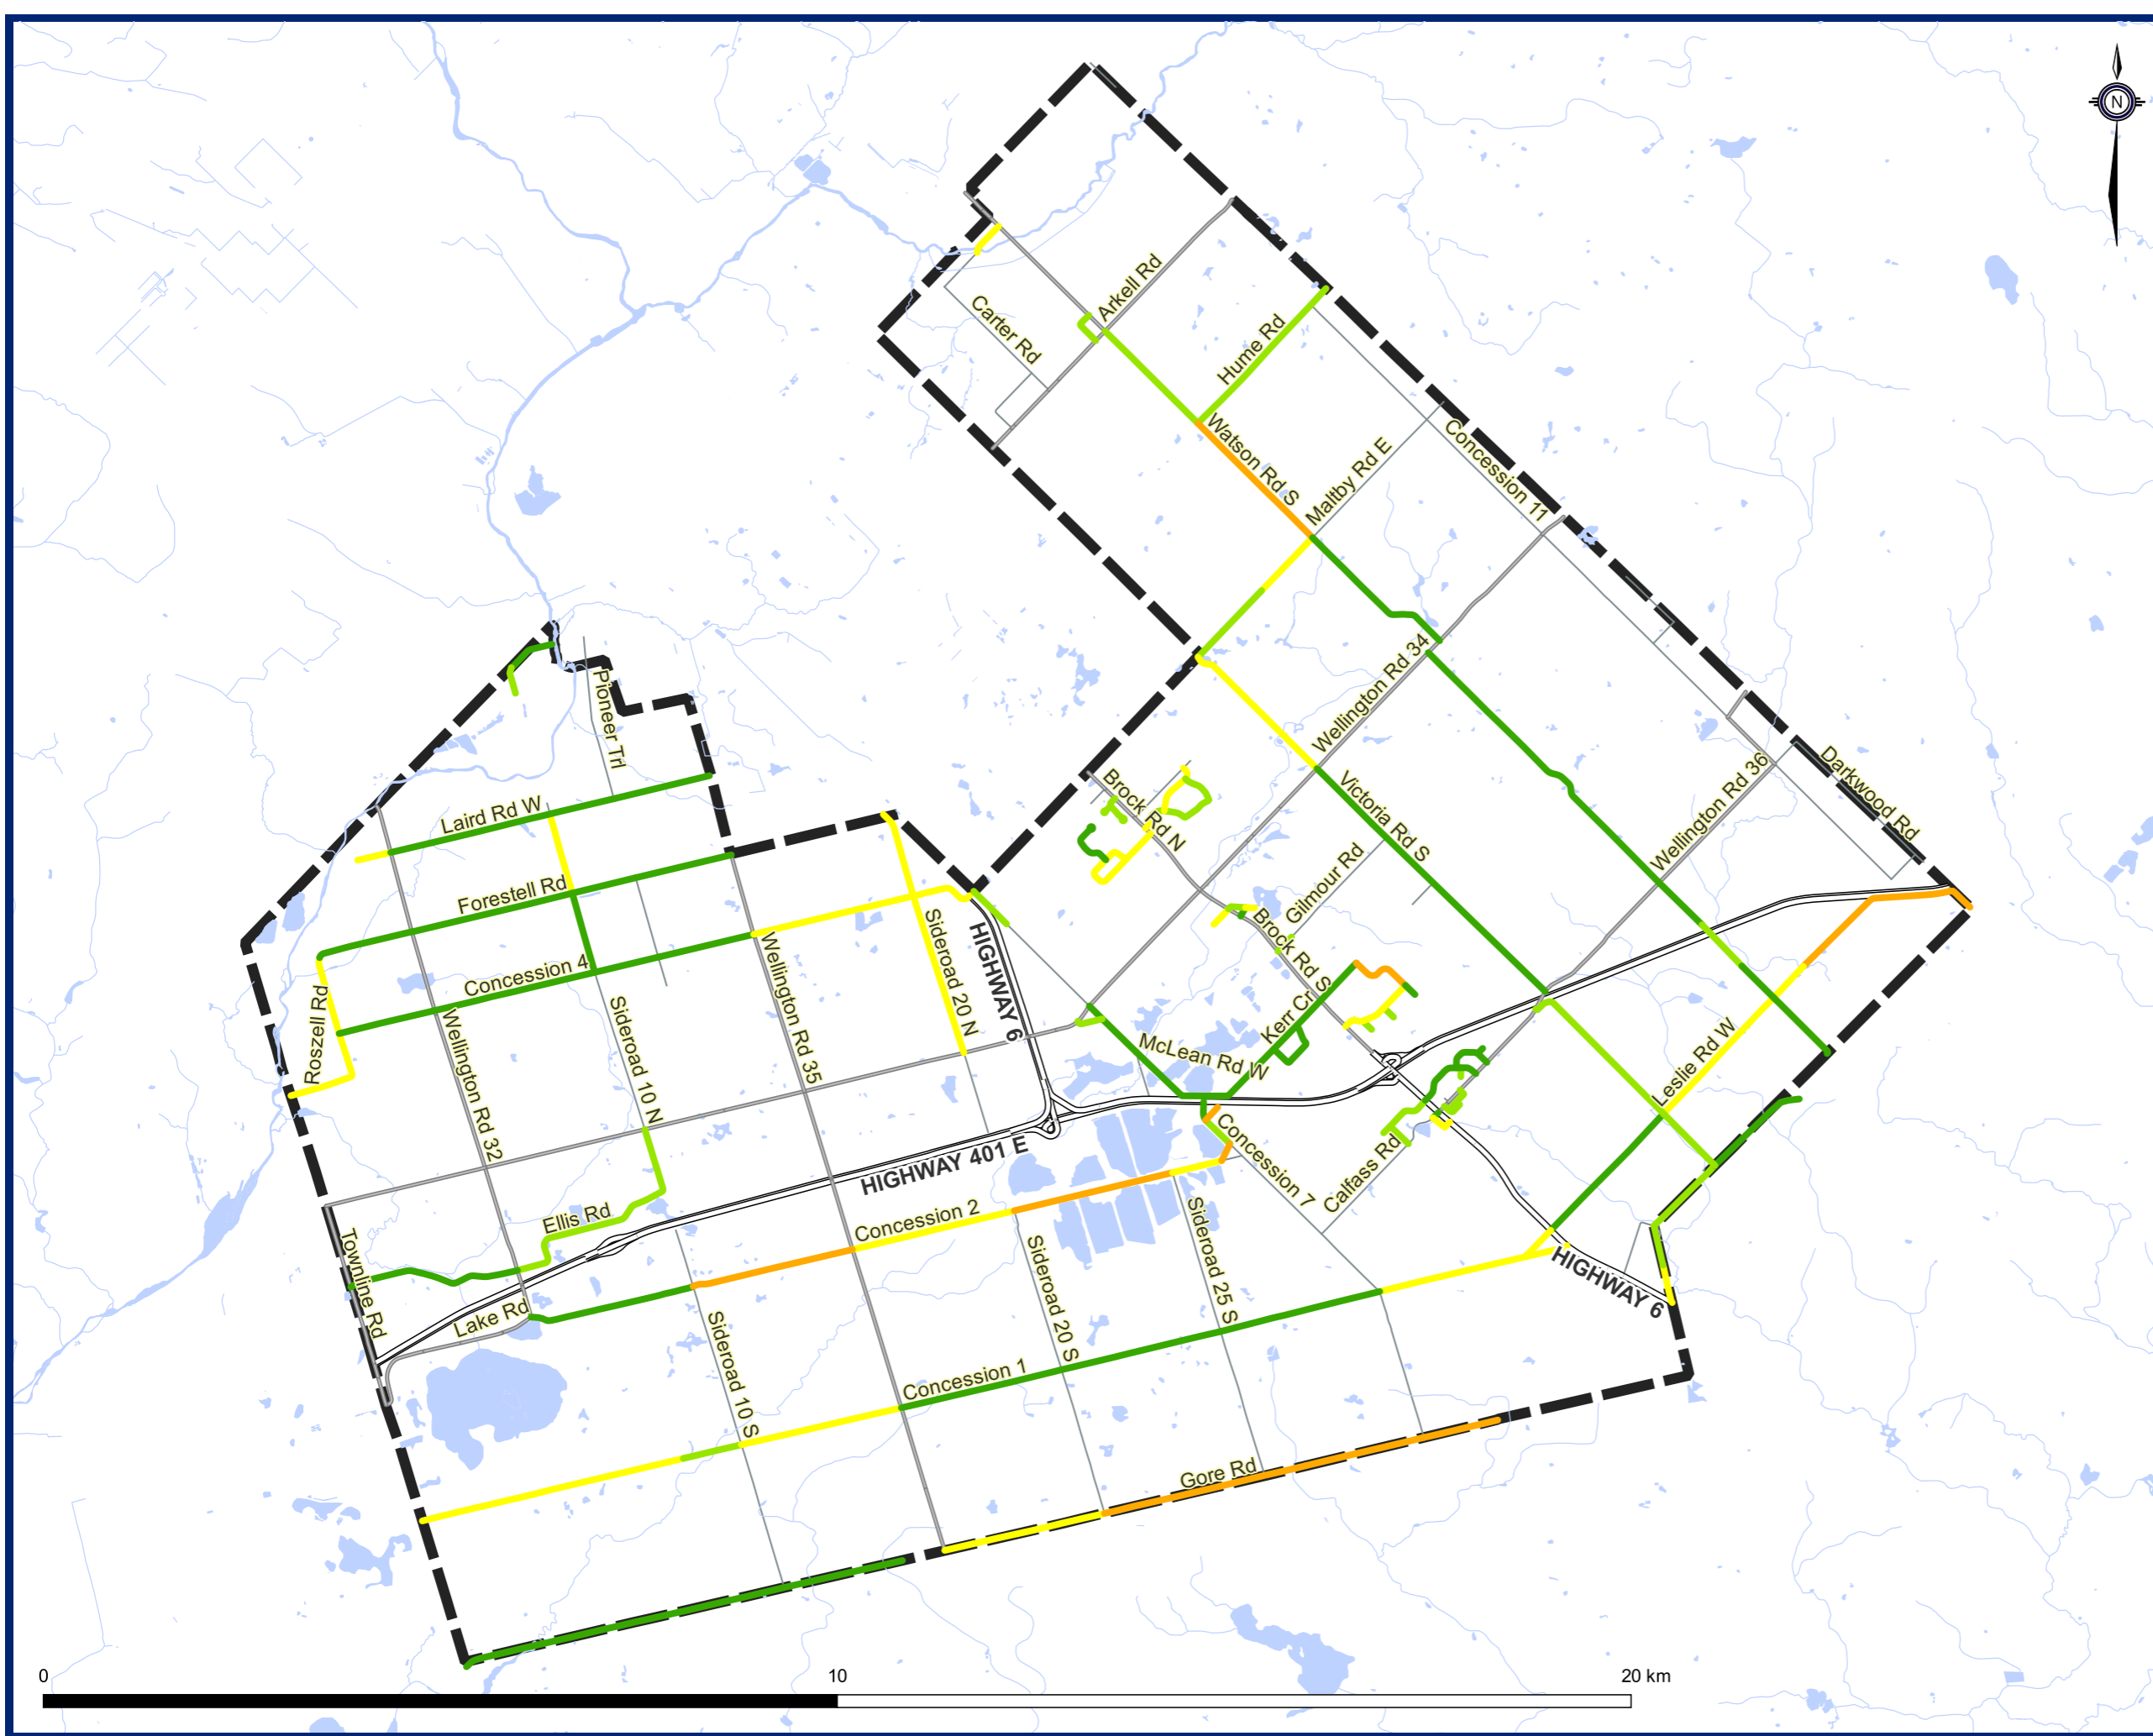 N
Arkell Rd
Carter Rd
Hume Rd
Watson Rd S
Maltby Rd E
Concession 11
Wellington Rd 34
Pioneer Trl
Brock Rd N
Victoria Rd S
Wellington Rd 36
Darkwood Rd
Laird Rd W
Forestell Rd
Gilmour Rd
Brock Rd S
Sideroad 20 N
HIGHWAY 6
Concession 4
Wellington Rd 35
Roszell Rd
Wellington Rd 32
Sideroad 10 N
Kerr Cr
McLean Rd W
Leslie Rd W
Concession 7
Calfass Rd
HIGHWAY 401 E
Ellis Rd
Concession 2
Sideroad 25 S
Sideroad 20 S
Townline Rd
Lake Rd
HIGHWAY 6
Sideroad 10 S
Concession 1
Gore Rd
0
10
20 km